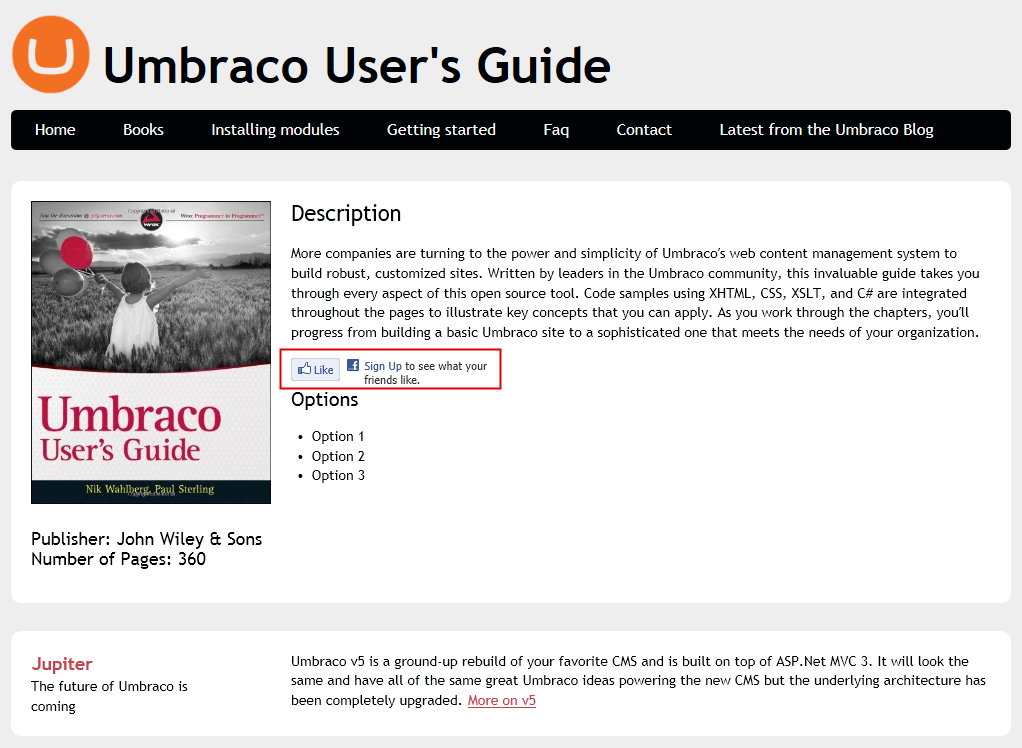 Umbraco User's Guide
Home Books Installing modules Getting started Faq Contact Latest from the Umbraco Blog
Join the discussion @ p2p.wrox.com
Wrox Programmer to Programmer™
wrox
Umbraco
User's Guide
Nik Wahlberg, Paul Sterling
Publisher: John Wiley & Sons
Number of Pages: 360
Description
More companies are turning to the power and simplicity of Umbraco's web content management system to
build robust, customized sites. Written by leaders in the Umbraco community, this invaluable guide takes you
through every aspect of this open source tool. Code samples using XHTML, CSS, XSLT, and C# are integrated
throughout the pages to illustrate key concepts that you can apply. As you work through the chapters, you'll
progress from building a basic Umbraco site to a sophisticated one that meets the needs of your organization.
Like
Sign Up to see what your
friends like.
Options
• Option 1
• Option 2
• Option 3
Jupiter
The future of Umbraco is
coming
Umbraco v5 is a ground-up rebuild of your favorite CMS and is built on top of ASP.Net MVC 3. It will look the
same and have all of the same great Umbraco ideas powering the new CMS but the underlying architecture has
been completely upgraded. More on v5